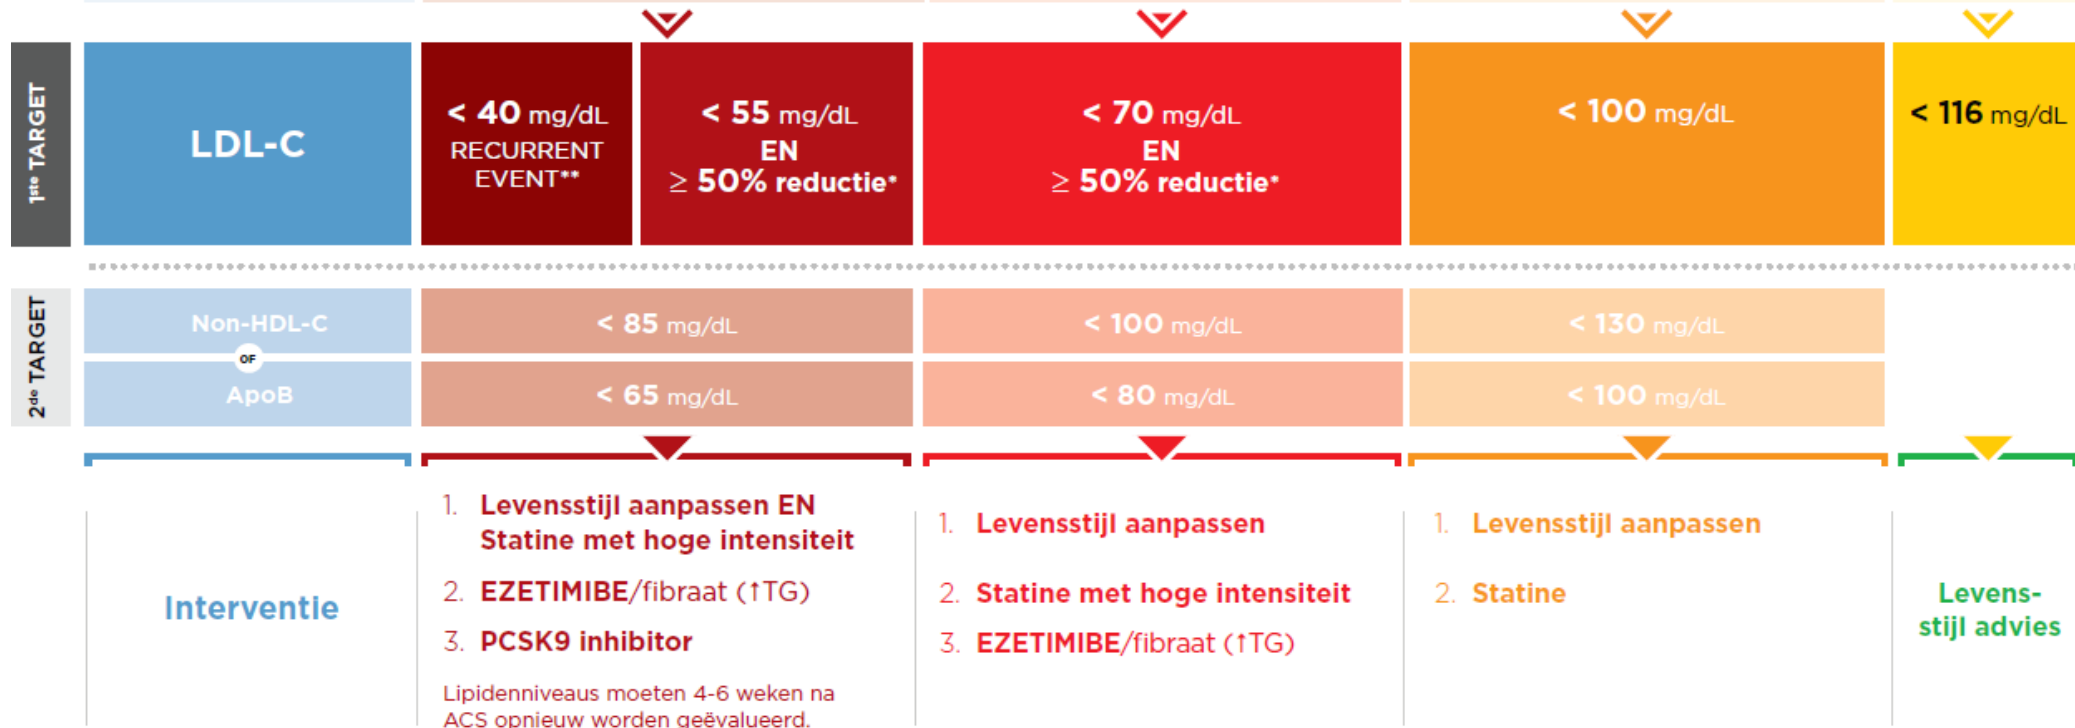 1ste TARGET
LDL-C
< 40 mg/dL
RECURRENT
EVENT**
< 55 mg/dL
EN
≥ 50% reductie*
< 70 mg/dL
EN
≥ 50% reductie*
< 100 mg/dL
< 116 mg/dL
2de TARGET
Non-HDL-C
OF
ApoB
< 85 mg/dL
< 100 mg/dL
< 130 mg/dL
< 65 mg/dL
< 80 mg/dL
< 100 mg/dL
Interventie
1. Levensstijl aanpassen EN
Statine met hoge intensiteit
2. EZETIMIBE/fibraat (↑TG)
3. PCSK9 inhibitor
Lipidenniveaus moeten 4-6 weken na
ACS opnieuw worden geëvalueerd.
1. Levensstijl aanpassen
2. Statine met hoge intensiteit
3. EZETIMIBE/fibraat (↑TG)
1. Levensstijl aanpassen
2. Statine
Levens-
stijl advies